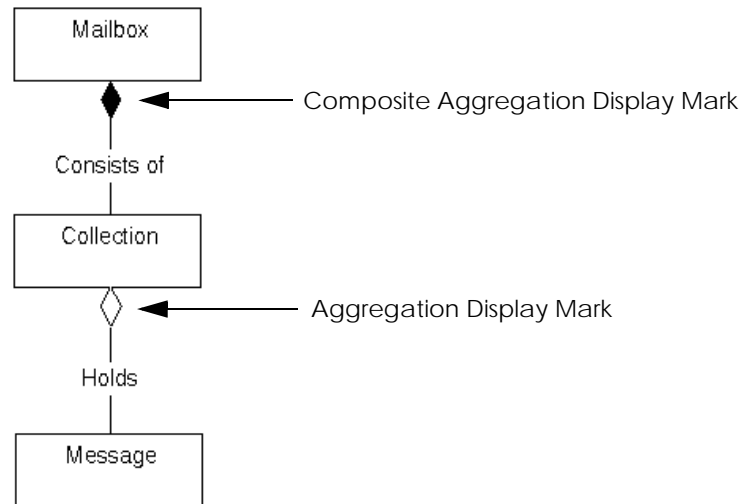 Mailbox
Composite Aggregation Display Mark
Consists of
Collection
Aggregation Display Mark
Holds
Message